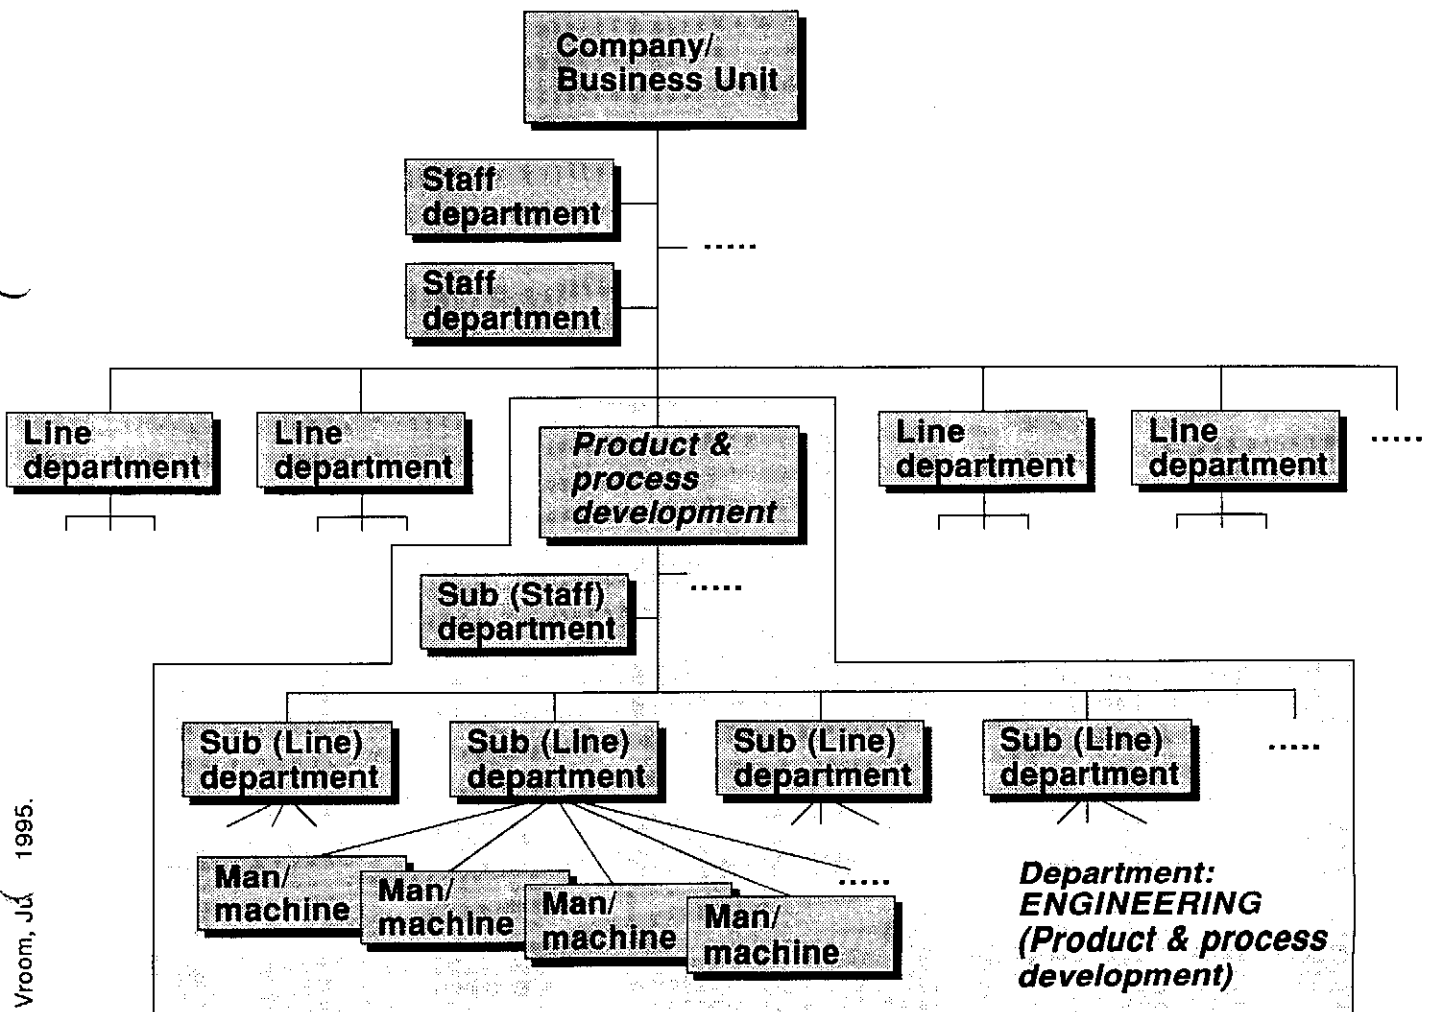 Company/
Business Unit
Staff
department
.....
Staff
department
Line
department
Line
department
Product &
process
development
Line
department
Line
department
.....
Sub (Staff)
department
.....
Sub (Line)
department
Sub (Line)
department
Sub (Line)
department
Sub (Line)
department
.....
Man/
machine
Man/
machine
Man/
machine
Man/
machine
.....
Department:
ENGINEERING
(Product & process
development)
Vroom, 1995.